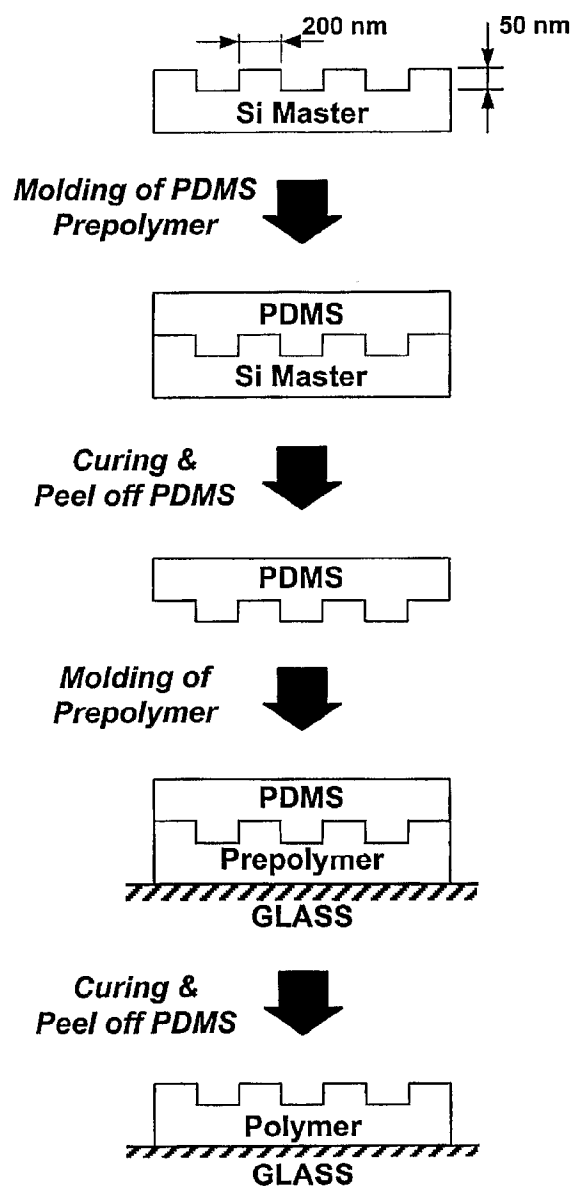 200 nm
50 nm
Si Master
Molding of PDMS
Prepolymer
PDMS
Si Master
Curing &
Peel off PDMS
PDMS
Molding of
Prepolymer
PDMS
Prepolymer
GLASS
Curing &
Peel off PDMS
Polymer
GLASS